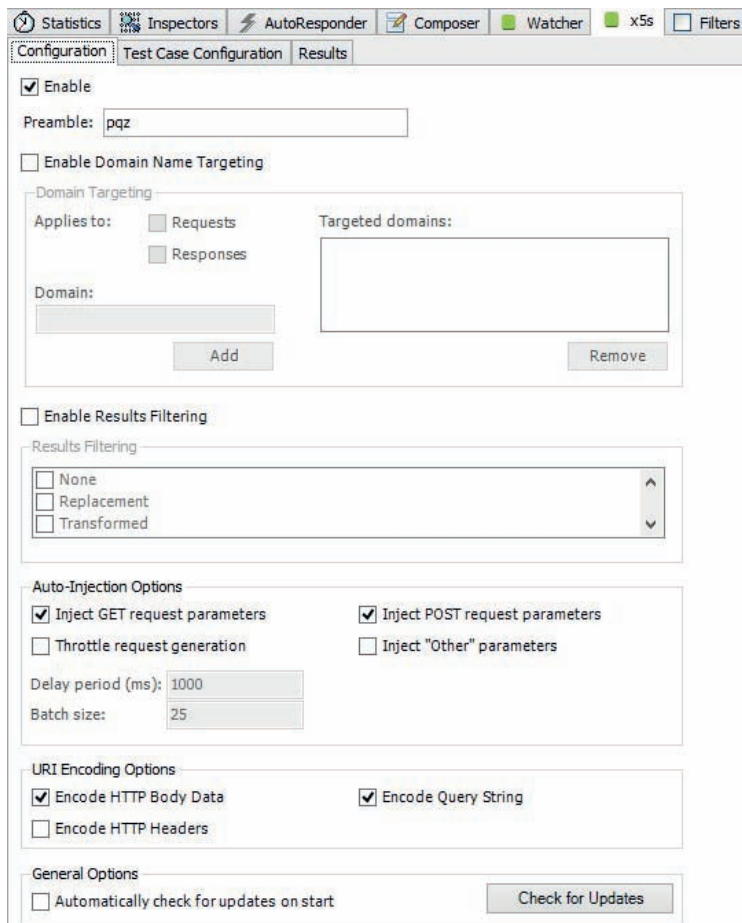 Statistics Inspectors AutoResponder Composer Watcher x5s Filters
Configuration Test Case Configuration Results
Enable
Preamble: pqz
Enable Domain Name Targeting
Domain Targeting
Applies to: Requests Targeted domains:
Responses
Domain:
Add Remove
Enable Results Filtering
Results Filtering
None
Replacement
Transformed
Auto-Injection Options
Inject GET request parameters Inject POST request parameters
Throttle request generation Inject "Other" parameters
Delay period (ms): 1000
Batch size: 25
URI Encoding Options
Encode HTTP Body Data Encode Query String
Encode HTTP Headers
General Options
Automatically check for updates on start Check for Updates